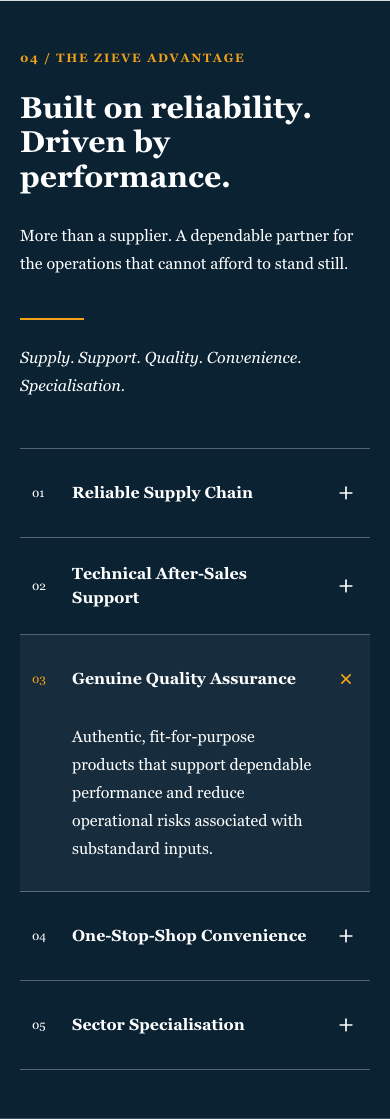 04 / THE ZIEVE ADVANTAGE
Built on reliability.
Driven by
performance.
More than a supplier. A dependable partner for
the operations that cannot afford to stand still.
Supply. Support. Quality. Convenience.
Specialisation.
01 Reliable Supply Chain +
02 Technical After-Sales
Support +
03 Genuine Quality Assurance ×
Authentic, fit-for-purpose
products that support dependable
performance and reduce
operational risks associated with
substandard inputs.
04 One-Stop-Shop Convenience +
05 Sector Specialisation +